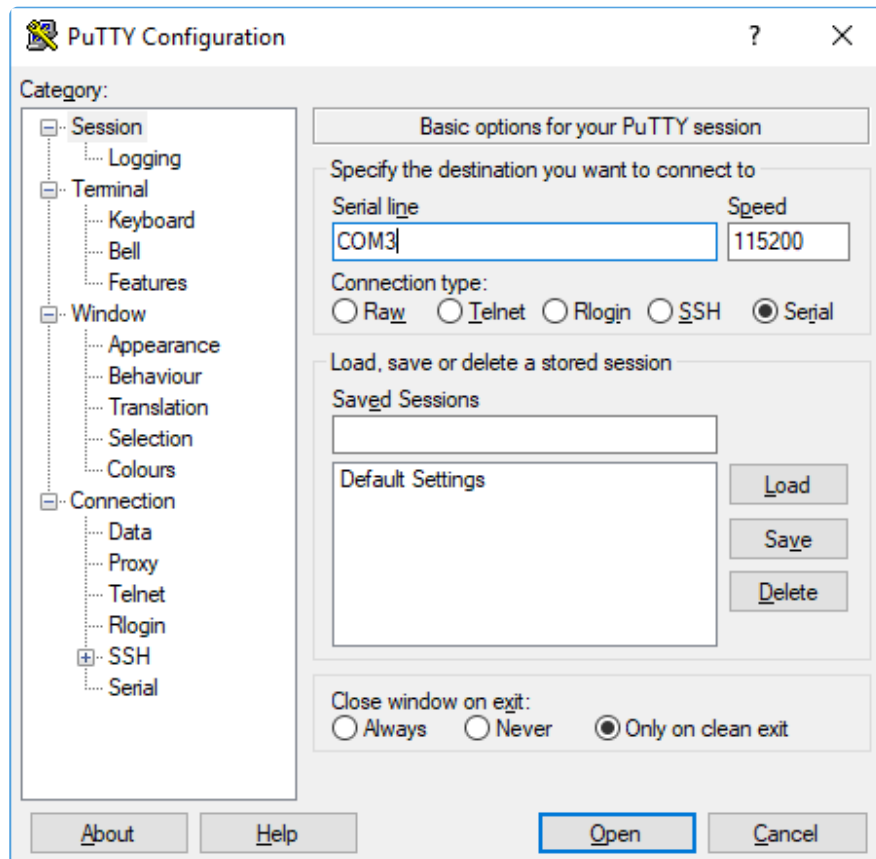 PuTTY Configuration
?
Category:
Session
Logging
Terminal
Keyboard
Bell
Features
Window
Appearance
Behaviour
Translation
Selection
Colours
Connection
Data
Proxy
Telnet
Rlogin
SSH
Serial
Basic options for your PuTTY session
Specify the destination you want to connect to
Serial line Speed
COM3 115200
Connection type:
Raw Telnet Rlogin SSH Serial
Load, save or delete a stored session
Saved Sessions
Default Settings
Load
Save
Delete
Close window on exit:
Always Never Only on clean exit
About Help Open Cancel